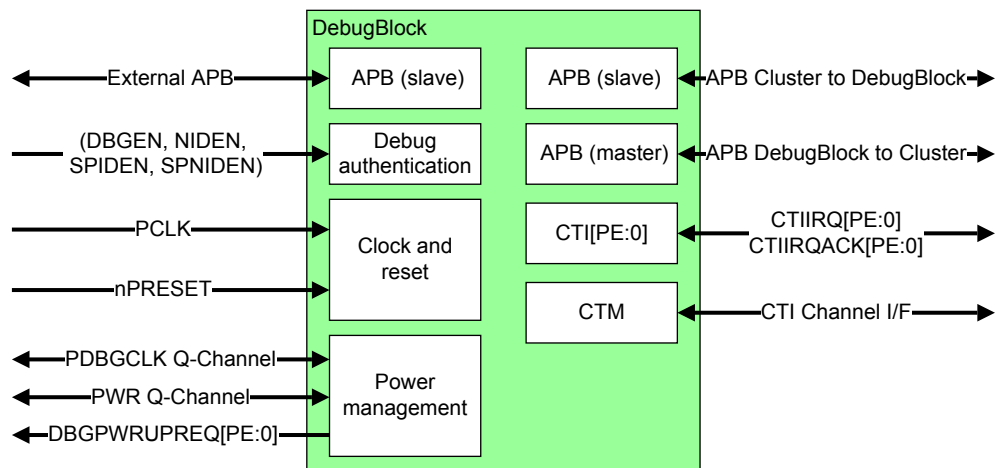 DebugBlock
External APB
APB (slave)
APB (slave)
APB Cluster to DebugBlock
(DBGEN, NIDEN,
SPIDEN, SPNIDEN)
Debug
authentication
APB (master)
APB DebugBlock to Cluster
PCLK
nPRESET
Clock and
reset
CTI[PE:0]
CTIIRQ[PE:0]
CTIIRQACK[PE:0]
CTM
CTI Channel I/F
PDBGCLK Q-Channel
PWR Q-Channel
DBGPWRUPREQ[PE:0]
Power
management